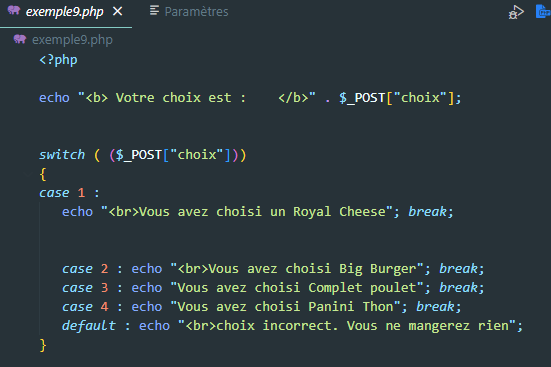 exemple9.php × Paramètres
exemple9.php
<?php
echo "<b> Votre choix est :    </b>" . $_POST["choix"];
switch ( ($_POST["choix"]))
{
case 1 :
echo "<br>Vous avez choisi un Royal Cheese"; break;
case 2 : echo "<br>Vous avez choisi Big Burger"; break;
case 3 : echo "Vous avez choisi Complet poulet"; break;
case 4 : echo "Vous avez choisi Panini Thon"; break;
default : echo "<br>choix incorrect. Vous ne mangerez rien";
}